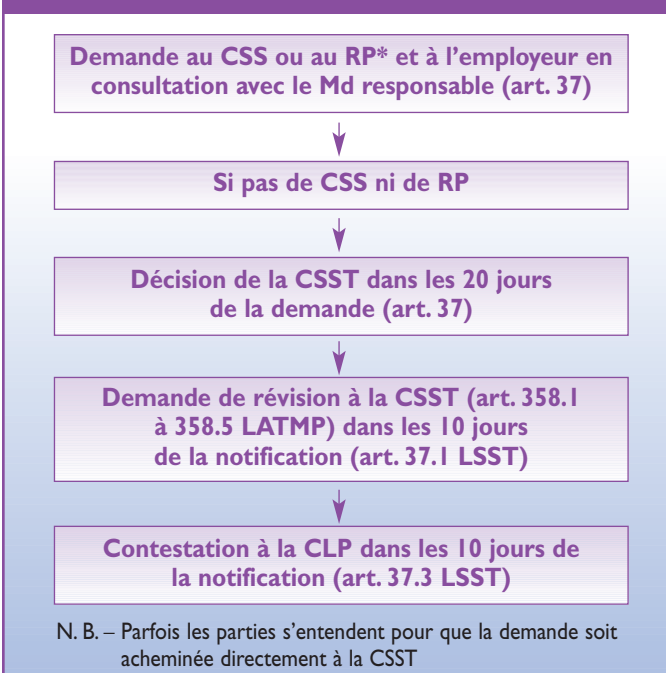 Demande au CSS ou au RP* et à l’employeur en
consultation avec le Md responsable (art. 37)
Si pas de CSS ni de RP
Décision de la CSST dans les 20 jours
de la demande (art. 37)
Demande de révision à la CSST (art. 358.1
à 358.5 LATMP) dans les 10 jours
de la notification (art. 37.1 LSST)
Contestation à la CLP dans les 10 jours de
la notification (art. 37.3 LSST)
N. B. – Parfois les parties s’entendent pour que la demande soit
acheminée directement à la CSST